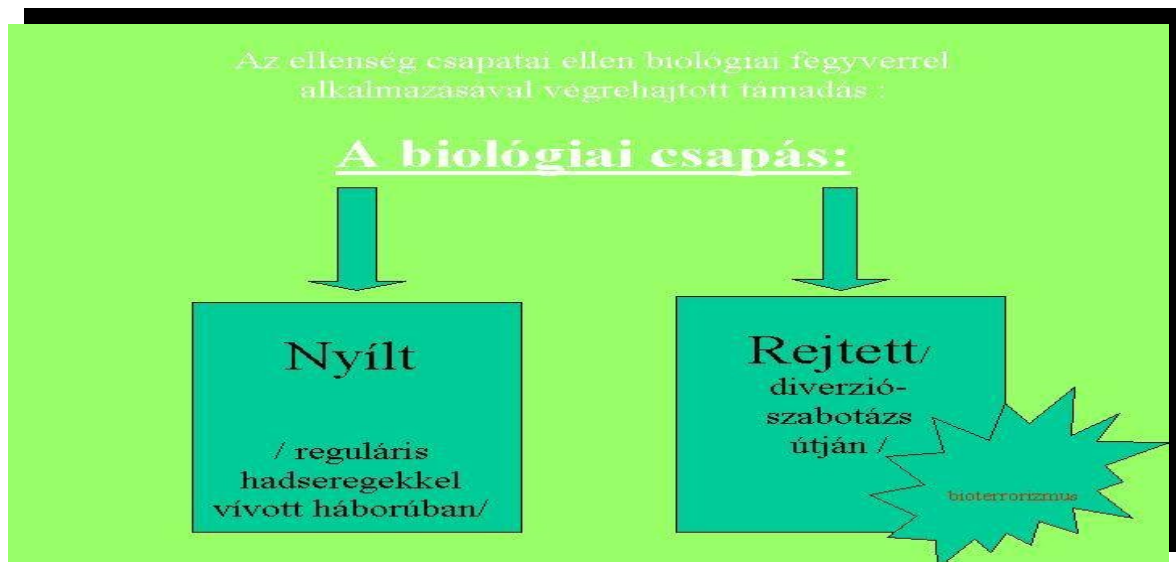 Az ellenség csapatai ellen biológiai fegyverrel
alkalmazásával végrehajtott támadás :
A biológiai csapás:
Nyílt
/ reguláris
hadseregekkel
vívott háborúban/
Rejtett/
diverzió-
szabotázs
útján /
bioterrorizmus